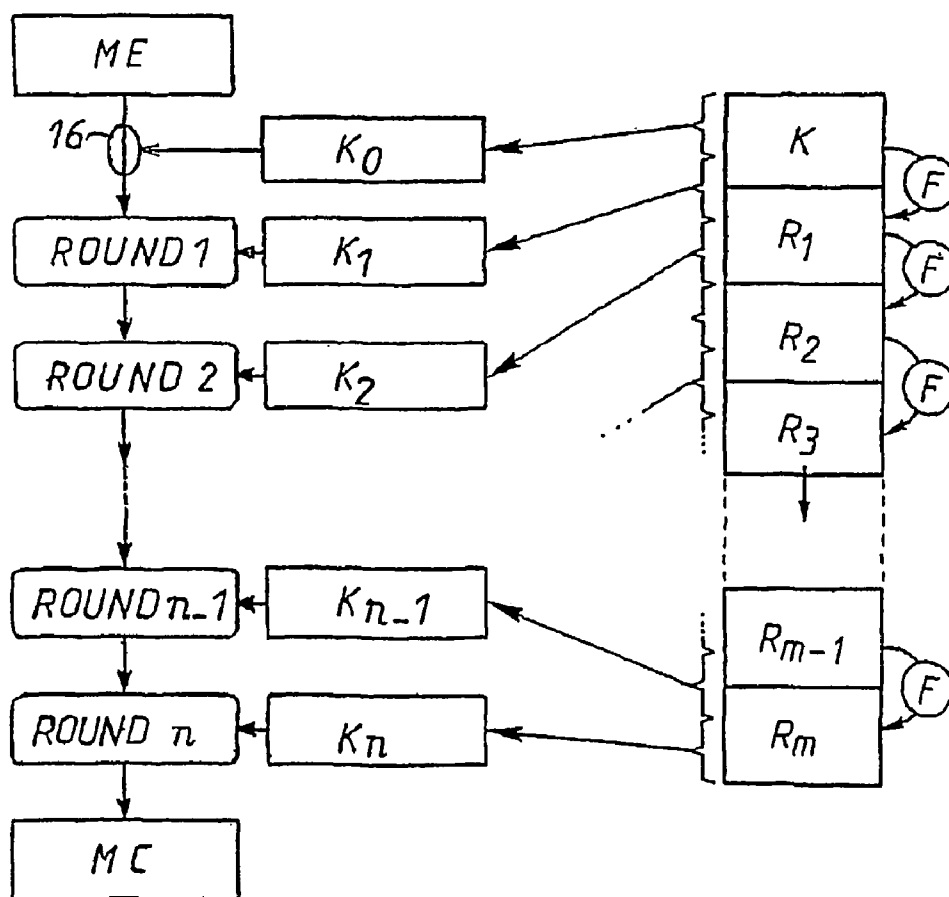 ME
16
K0
K
F
ROUND 1
K1
R1
F
ROUND 2
K2
R2
F
R3
ROUND n-1
Kn-1
Rm-1
F
ROUND n
Kn
Rm
MC